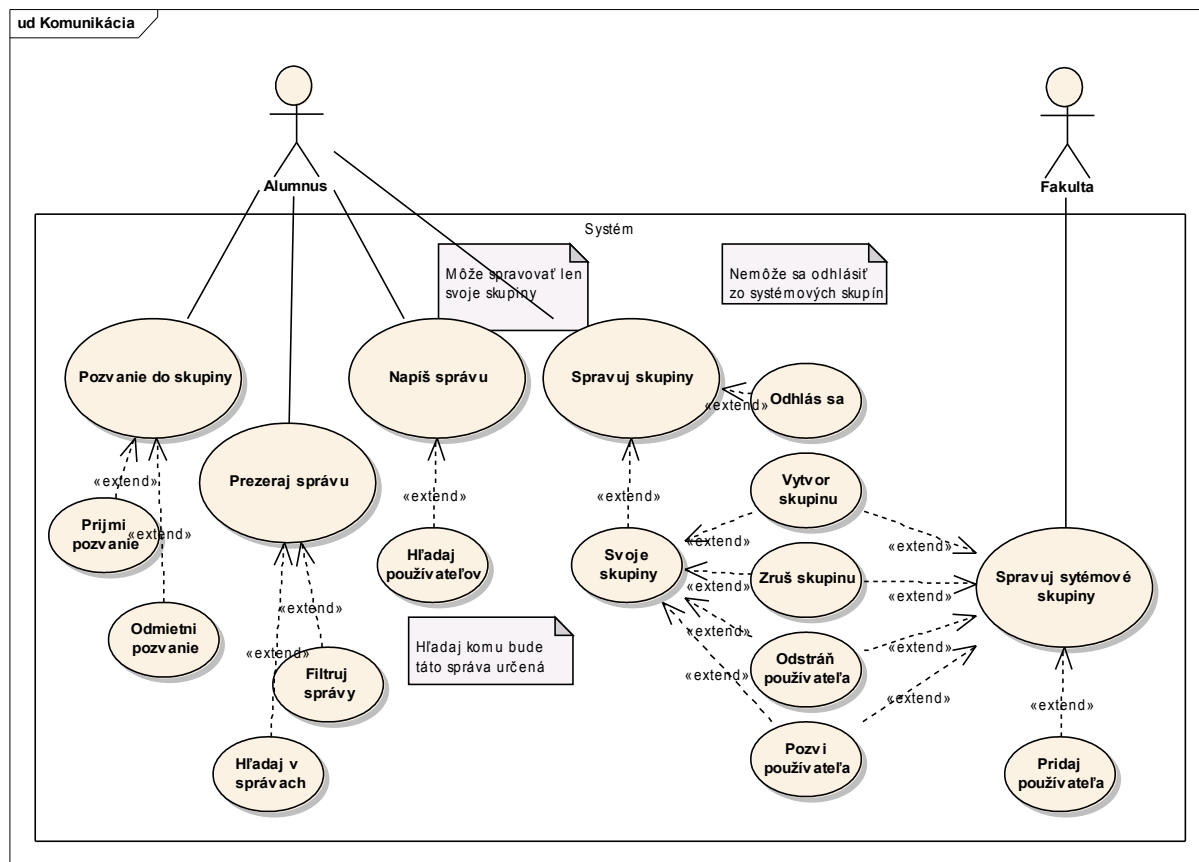 ud Komunikácia
Alumnus
Fakulta
Systém
Môže spravovať len
svoje skupiny
Nemôže sa odhlásiť
zo systémových skupín
Pozvanie do skupiny
Napíš správu
Spravuj skupiny
Odhlás sa
«extend»
Prezeraj správu
«extend»
Prijmi
pozvanie
«extend»
«extend»
Hľadaj
používateľov
«extend»
Svoje
skupiny
Vytvor
skupinu
«extend»
«extend»
Zruš skupinu
«extend»
«extend»
Spravuj sytémové
skupiny
Odmietni
pozvanie
«extend»
«extend»
Filtruj
správy
Hľadaj komu bude
táto správa určená
«extend»
«extend»
Odstráň
používateľa
«extend»
«extend»
«extend»
Hľadaj v
správach
Pozvi
používateľa
Pridaj
používateľa